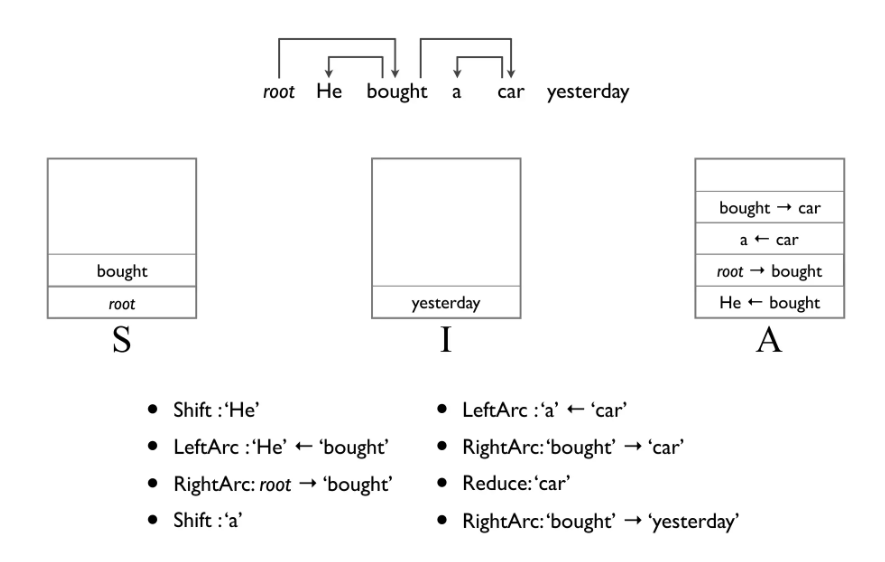 root He bought a car yesterday
bought
root
S
yesterday
I
bought → car
a ← car
root → bought
He ← bought
A
• Shift :‘He’
• LeftArc :‘He’ ← ‘bought’
• RightArc: root → ‘bought’
• Shift :‘a’
• LeftArc :‘a’ ← ‘car’
• RightArc:‘bought’ → ‘car’
• Reduce:‘car’
• RightArc:‘bought’ → ‘yesterday’